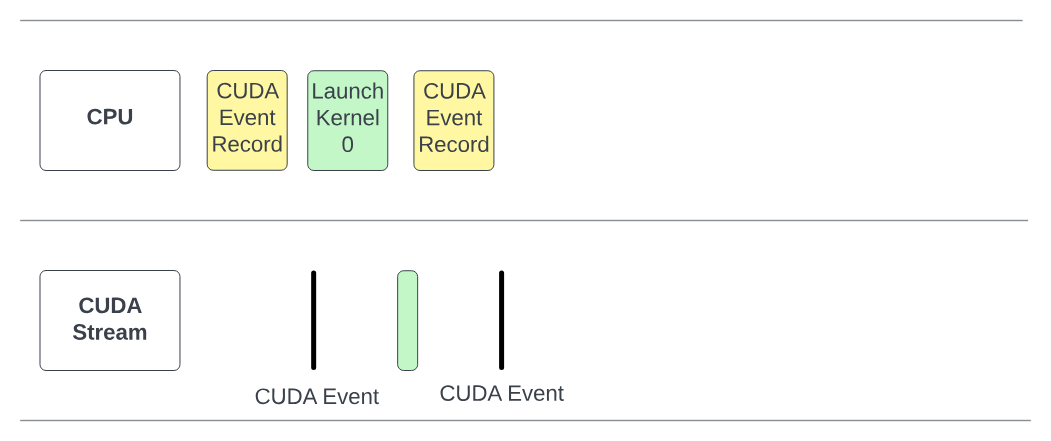 CPU
CUDA
Event
Record
Launch
Kernel
0
CUDA
Event
Record
CUDA
Stream
CUDA Event
CUDA Event